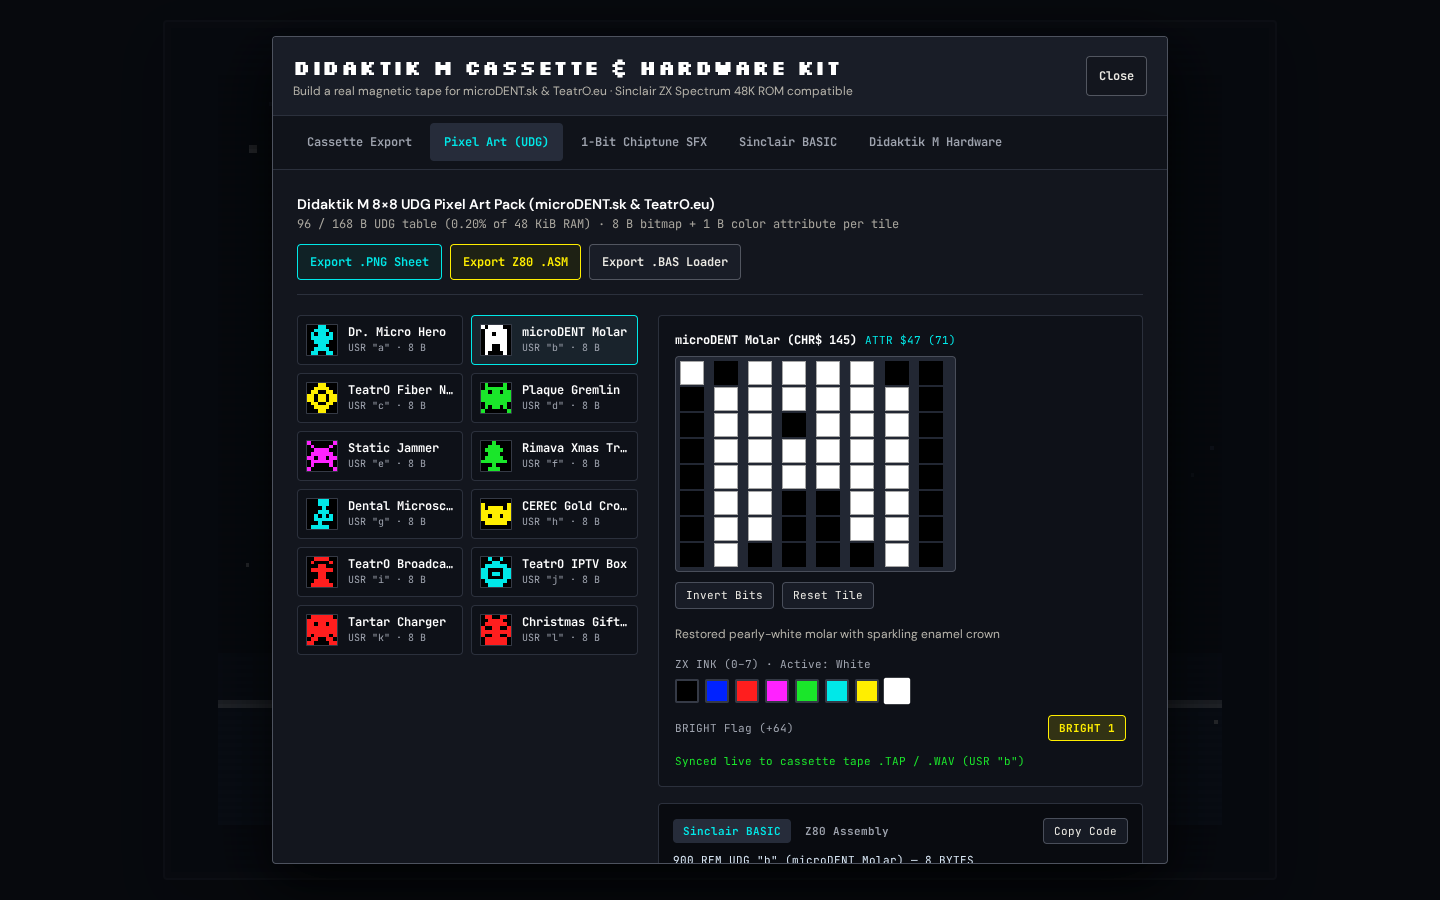 DIDAKTIK M CASSETTE & HARDWARE KIT
Build a real magnetic tape for microDENT.sk & TeatrO.eu · Sinclair ZX Spectrum 48K ROM compatible
Close
Cassette Export
Pixel Art (UDG)
1-Bit Chiptune SFX
Sinclair BASIC
Didaktik M Hardware
Didaktik M 8×8 UDG Pixel Art Pack (microDENT.sk & TeatrO.eu)
96 / 168 B UDG table (0.20% of 48 KiB RAM) · 8 B bitmap + 1 B color attribute per tile
Export .PNG Sheet
Export Z80 .ASM
Export .BAS Loader
Dr. Micro Hero
USR "a" · 8 B
microDENT Molar
USR "b" · 8 B
TeatrO Fiber N…
USR "c" · 8 B
Plaque Gremlin
USR "d" · 8 B
Static Jammer
USR "e" · 8 B
Rimava Xmas Tr…
USR "f" · 8 B
Dental Microsc…
USR "g" · 8 B
CEREC Gold Cro…
USR "h" · 8 B
TeatrO Broadca…
USR "i" · 8 B
TeatrO IPTV Box
USR "j" · 8 B
Tartar Charger
USR "k" · 8 B
Christmas Gift…
USR "l" · 8 B
microDENT Molar (CHR$ 145) ATTR $47 (71)
Invert Bits
Reset Tile
Restored pearly-white molar with sparkling enamel crown
ZX INK (0-7) · Active: White
BRIGHT Flag (+64)
BRIGHT 1
Synced live to cassette tape .TAP / .WAV (USR "b")
Sinclair BASIC
Z80 Assembly
Copy Code
900 REM UDG "b" (microDENT Molar) — 8 BYTES